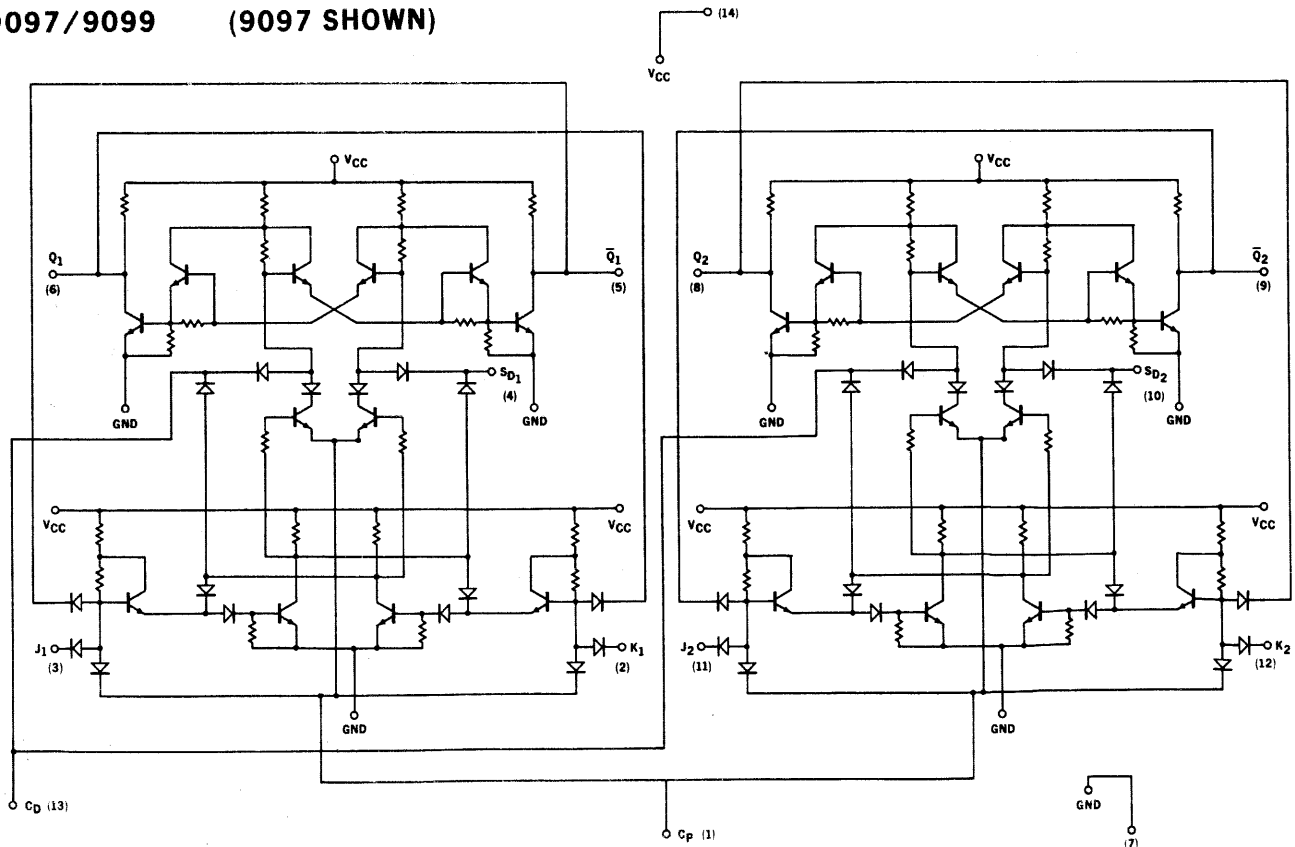 9097/9099 (9097 SHOWN)
(14)
VCC
VCC
VCC
Q1
(6)
Q̅1
(5)
Q2
(8)
Q̅2
(9)
SD1
(4)
SD2
(10)
GND
GND
GND
GND
VCC
VCC
VCC
VCC
J1
(3)
K1
(2)
J2
(11)
K2
(12)
GND
GND
CD (13)
CP (1)
GND
(7)